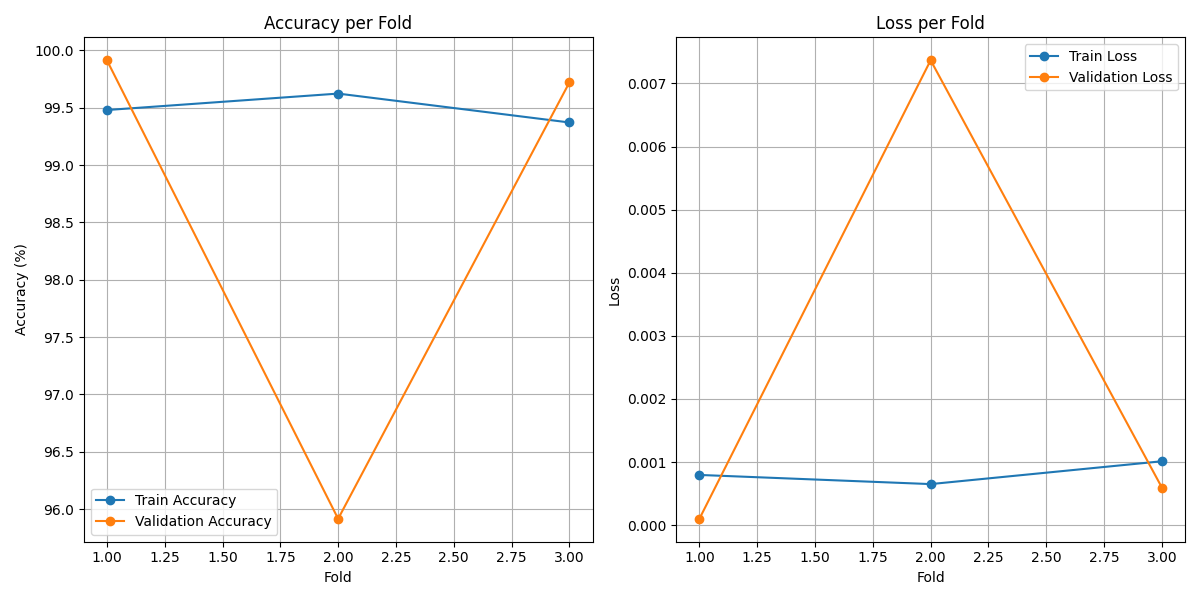 Accuracy per Fold
100.0
99.5
99.0
98.5
98.0
97.5
97.0
96.5
96.0
Accuracy (%)
Train Accuracy
Validation Accuracy
1.00 1.25 1.50 1.75 2.00 2.25 2.50 2.75 3.00
Fold
Loss per Fold
0.007
0.006
0.005
0.004
0.003
0.002
0.001
0.000
Loss
Train Loss
Validation Loss
1.00 1.25 1.50 1.75 2.00 2.25 2.50 2.75 3.00
Fold